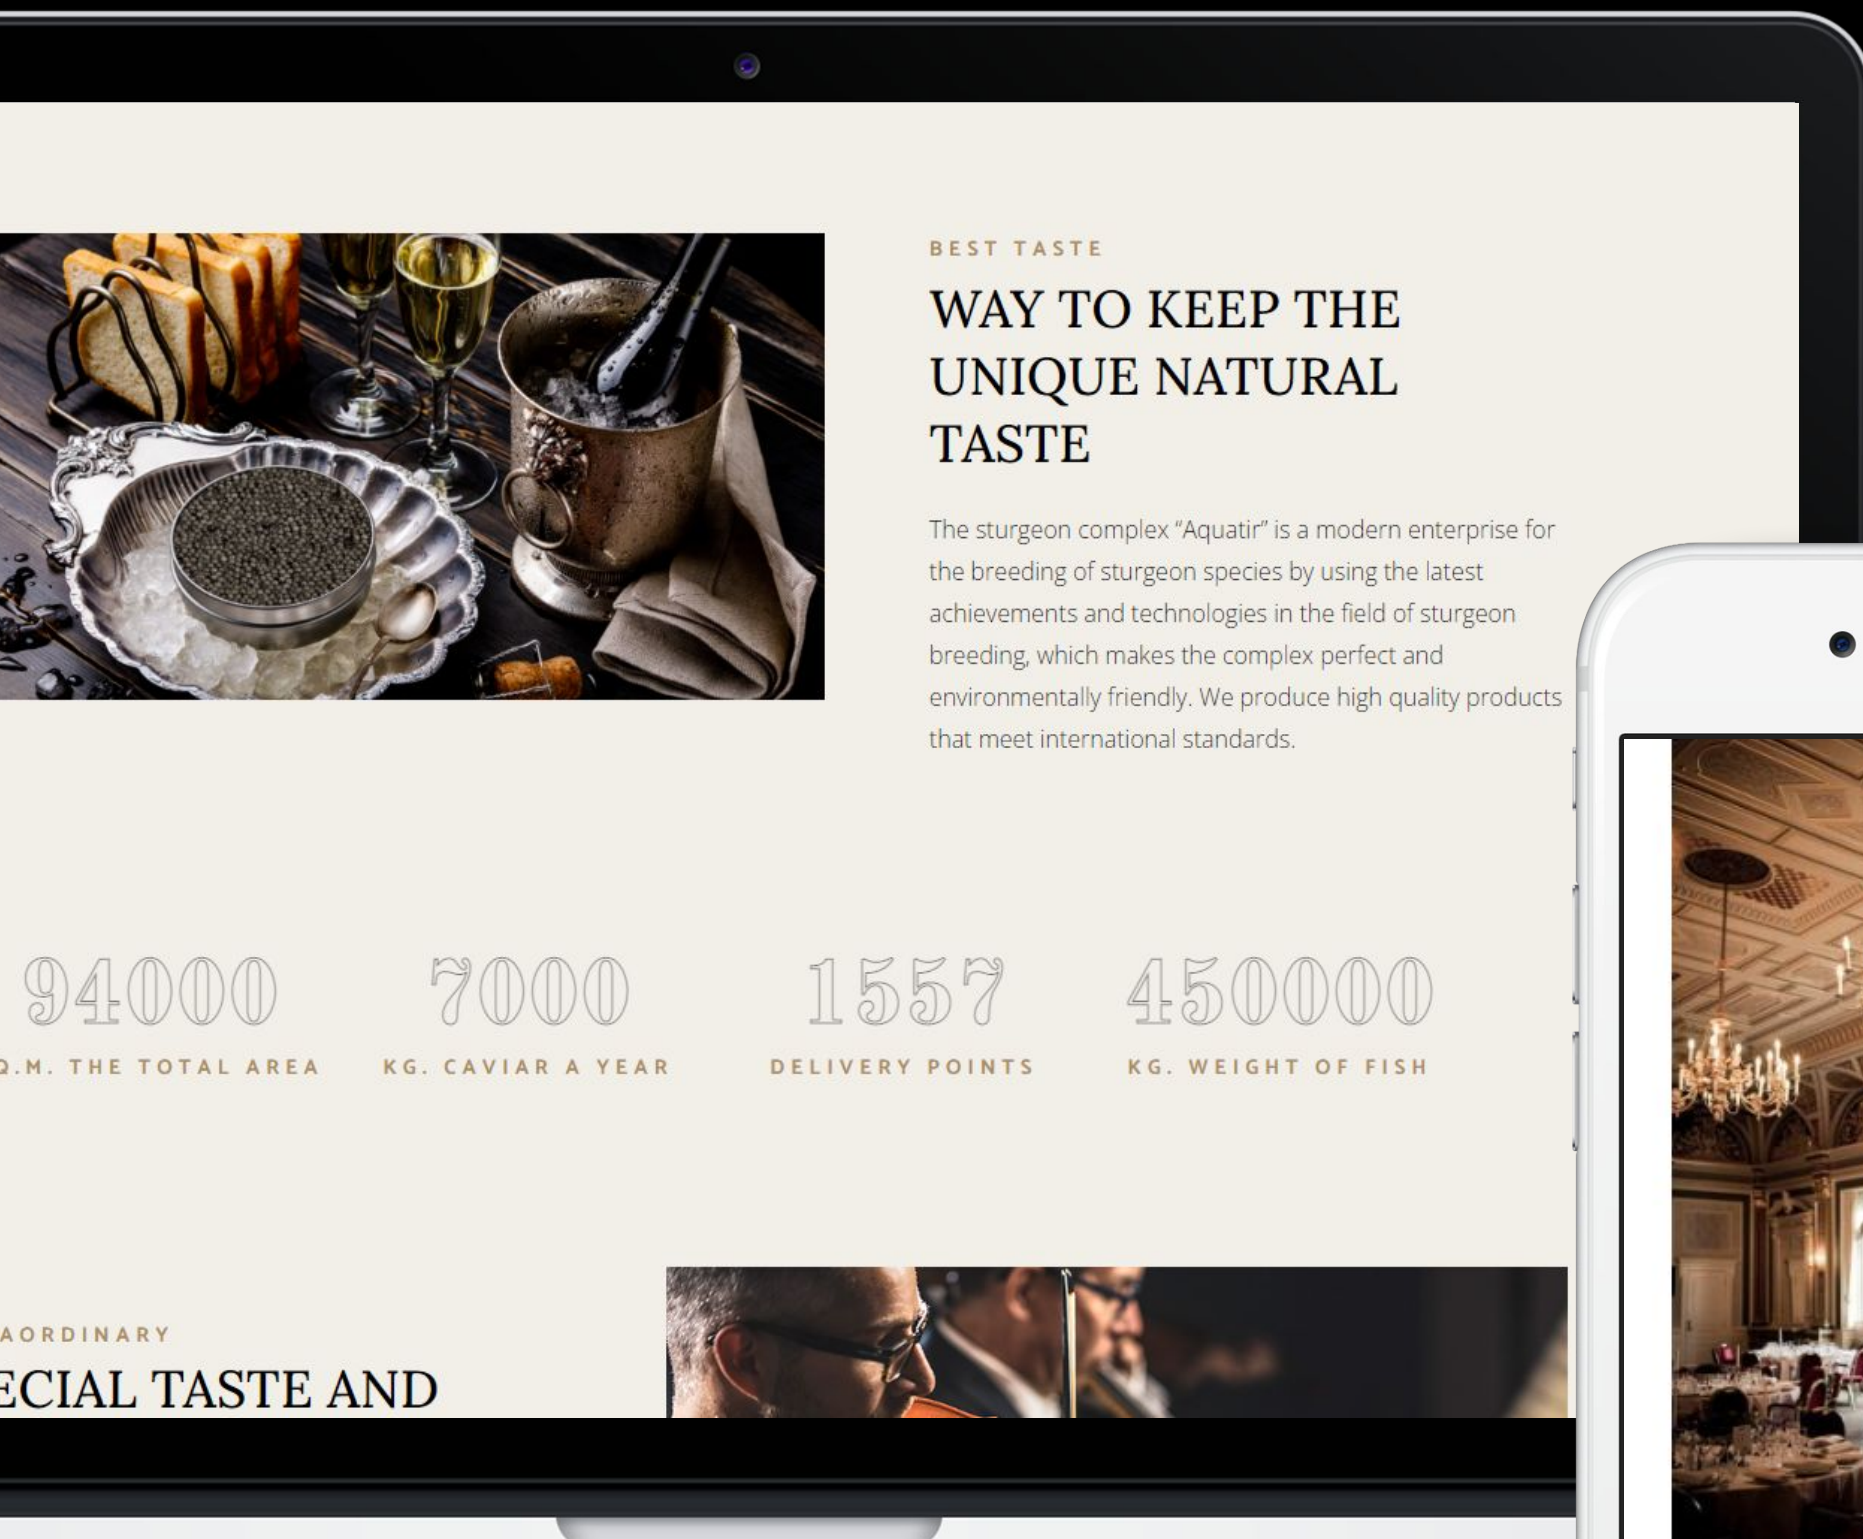 BEST TASTE
WAY TO KEEP THE
UNIQUE NATURAL
TASTE
The sturgeon complex “Aquatir” is a modern enterprise for
the breeding of sturgeon species by using the latest
achievements and technologies in the field of sturgeon
breeding, which makes the complex perfect and
environmentally friendly. We produce high quality products
that meet international standards.
94000 7000 1557 450000
Q.M. THE TOTAL AREA KG. CAVIAR A YEAR DELIVERY POINTS KG. WEIGHT OF FISH
AORDINARY
ECIAL TASTE AND